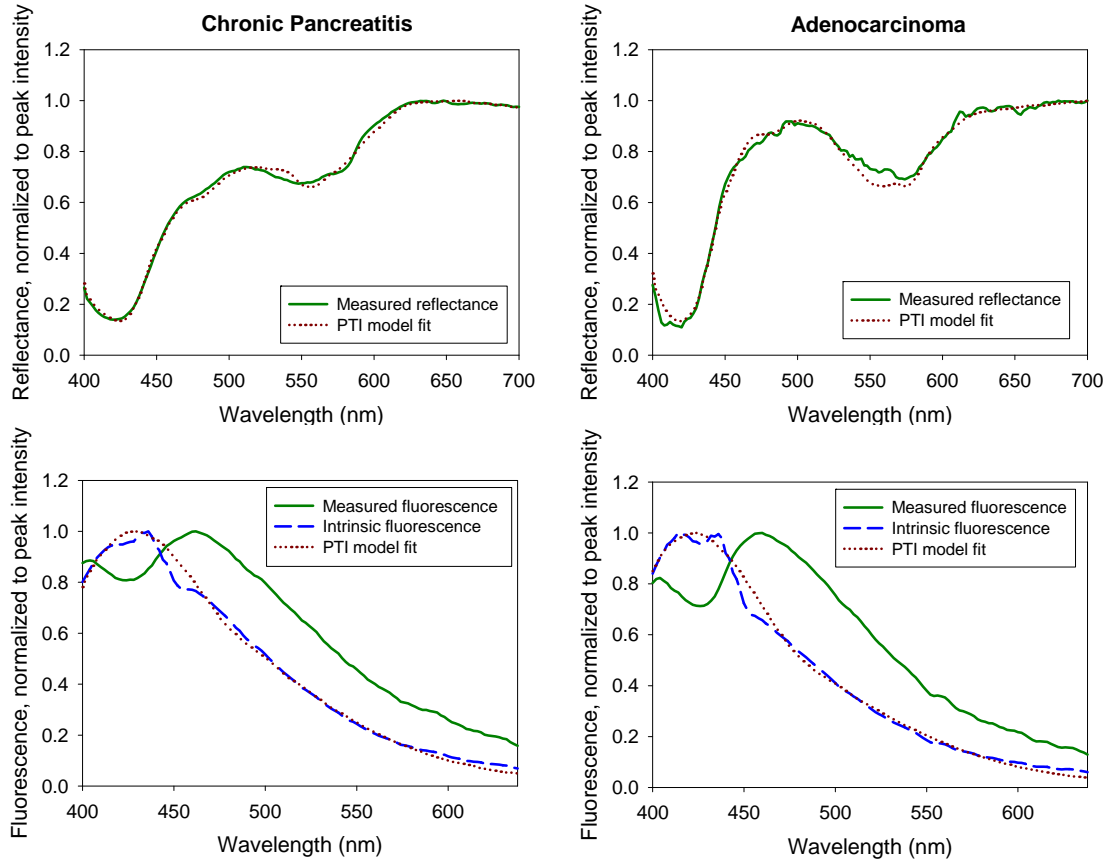 Chronic Pancreatitis
Reflectance, normalized to peak intensity
1.2
1.0
0.8
0.6
0.4
0.2
0.0
Measured reflectance
PTI model fit
400 450 500 550 600 650 700
Wavelength (nm)
Adenocarcinoma
Reflectance, normalized to peak intensity
1.2
1.0
0.8
0.6
0.4
0.2
0.0
Measured reflectance
PTI model fit
400 450 500 550 600 650 700
Wavelength (nm)
Fluorescence, normalized to peak intensity
1.2
1.0
0.8
0.6
0.4
0.2
0.0
Measured fluorescence
Intrinsic fluorescence
PTI model fit
400 450 500 550 600
Wavelength (nm)
Fluorescence, normalized to peak intensity
1.2
1.0
0.8
0.6
0.4
0.2
0.0
Measured fluorescence
Intrinsic fluorescence
PTI model fit
400 450 500 550 600
Wavelength (nm)